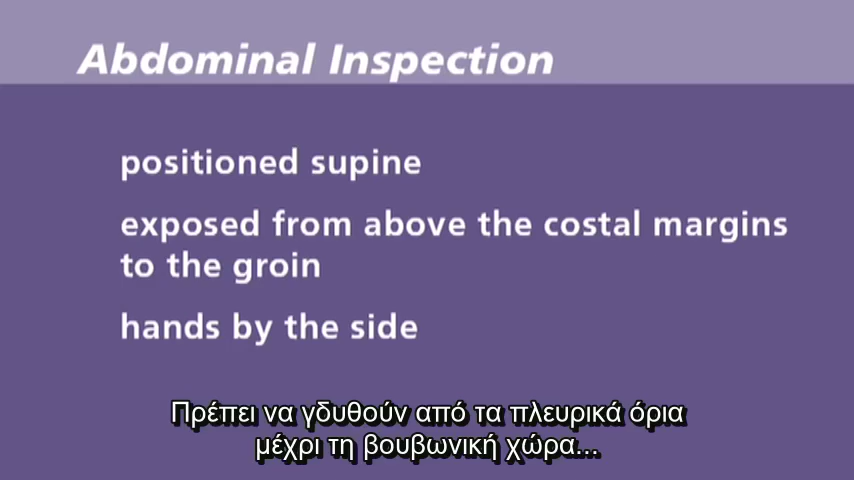 Abdominal Inspection
positioned supine
exposed from above the costal margins
to the groin
hands by the side
Πρέπει να γδυθούν από τα πλευρικά όρια
μέχρι τη βουβωνική χώρα...